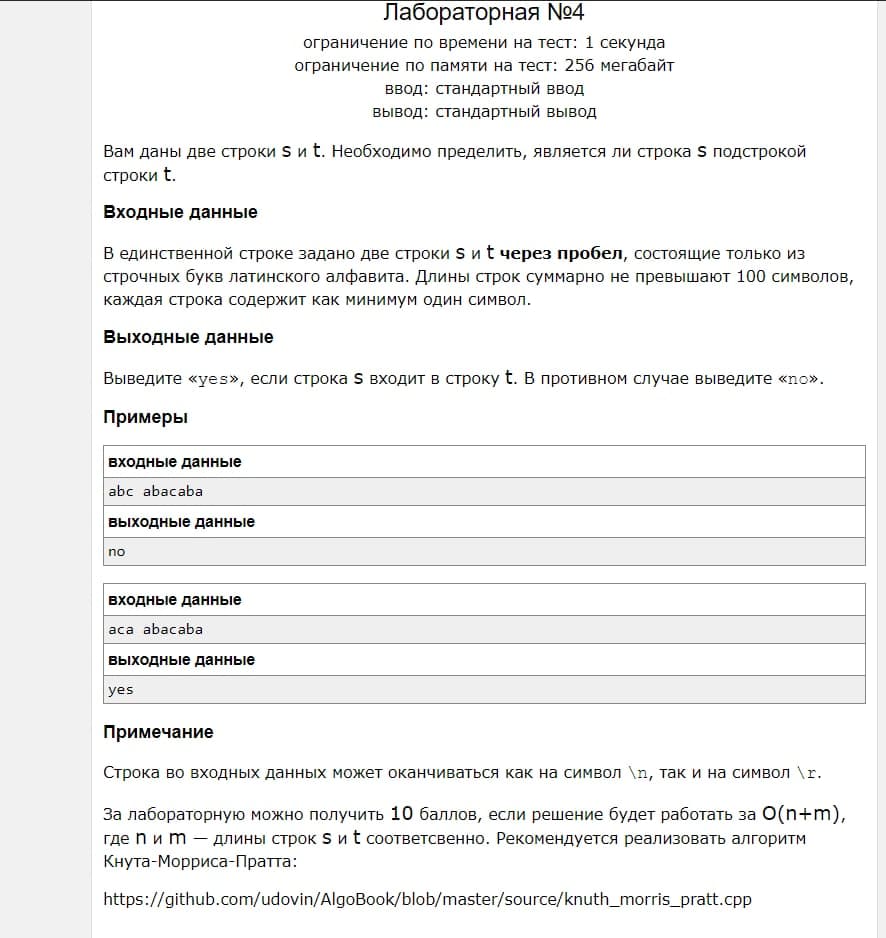 Лабораторная №4
ограничение по времени на тест: 1 секунда
ограничение по памяти на тест: 256 мегабайт
ввод: стандартный ввод
вывод: стандартный вывод
Вам даны две строки s и t. Необходимо пределить, является ли строка s подстрокой
строки t.
Входные данные
В единственной строке задано две строки s и t через пробел, состоящие только из
строчных букв латинского алфавита. Длины строк суммарно не превышают 100 символов,
каждая строка содержит как минимум один символ.
Выходные данные
Выведите «yes», если строка s входит в строку t. В противном случае выведите «no».
Примеры
входные данные
abc abacaba
выходные данные
no
входные данные
aca abacaba
выходные данные
yes
Примечание
Строка во входных данных может оканчиваться как на символ \n, так и на символ \r.
За лабораторную можно получить 10 баллов, если решение будет работать за O(n+m),
где n и m — длины строк s и t соответсвенно. Рекомендуется реализовать алгоритм
Кнута-Морриса-Пратта:
https://github.com/udovin/AlgoBook/blob/master/source/knuth_morris_pratt.cpp